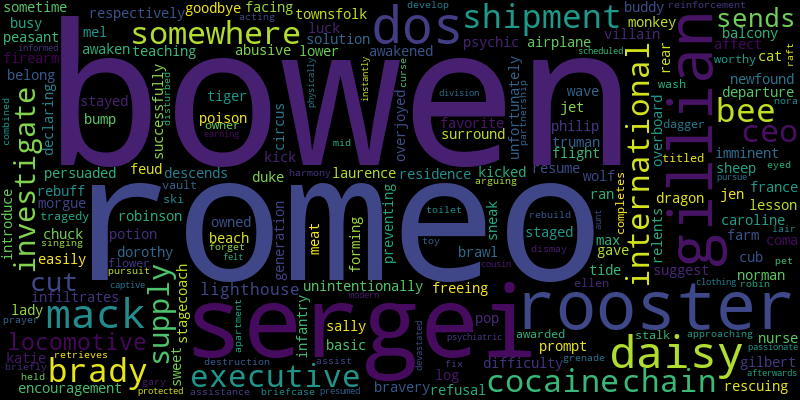 sometime respectively goodbye facing townsfolk acting develop buddy monkey sends
busy mel luck dos shipment villain balcony
peasant awaken teaching somewhere abusive lower solution awakened psychic airplane rear affect
firearm informed scheduled worthy cat raft
bowen
belong stayed tiger physically instantly curse division wave wash newfound
declaring bump poison owner earning circus overjoyed favorite surround unfortunately partnership jet overboard dagger departure nora
successfully disturbed kick mid philip truman bee
combined investigate persuaded feud descends harmony laurence kicked flight international titled imminent ceo
rebuff vault duke residence arguing resume wolf gillian sheep eyed
morgue ski romeo ran completes dragon jen france pursue
tragedy robinson owned generation meat preventing toilet sneak rebuild staged aunt relents caroline lesson
introduce chuck potion beach forming brawl max farm lair coma
singing dorothy forget toy dismay gave
easily flower felt cousin tide suggest cub pet
infiltrates pursuit unintentionally ellen norman
cut captive lighthouse freeing clothing robin
lady supply stagecoach sergei modern rooster
prayer mack apartment infantry sally pop awarded stalk approaching
locomotive basic devastated psychiatric prompt daisy nurse
katie retrieves sweet destruction assist fix difficulty grenade passionate
briefly brady executive log cocaine chain gilbert afterwards
held gary bravery refusal rescuing
encouragement protected assistance briefcase presumed